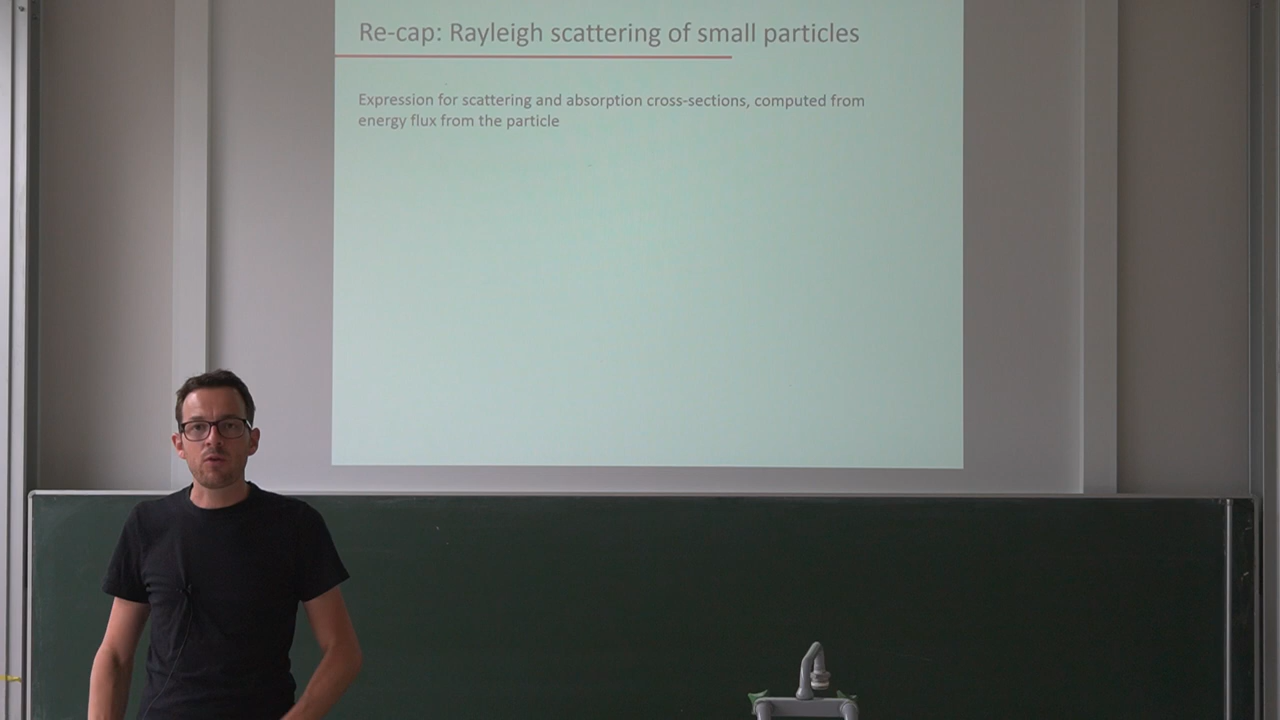 Re-cap: Rayleigh scattering of small particles
Expression for scattering and absorption cross-sections, computed from
energy flux from the particle